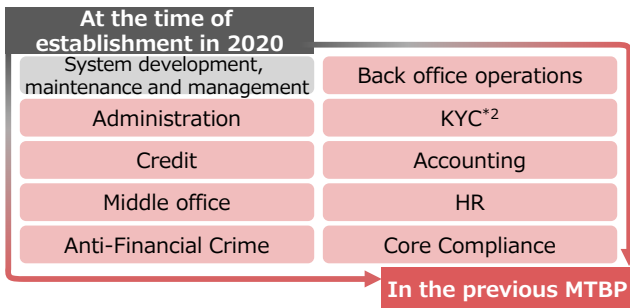 At the time of
establishment in 2020
System development,
maintenance and management
Back office operations
Administration
KYC*2
Credit
Accounting
Middle office
HR
Anti-Financial Crime
Core Compliance
In the previous MTBP